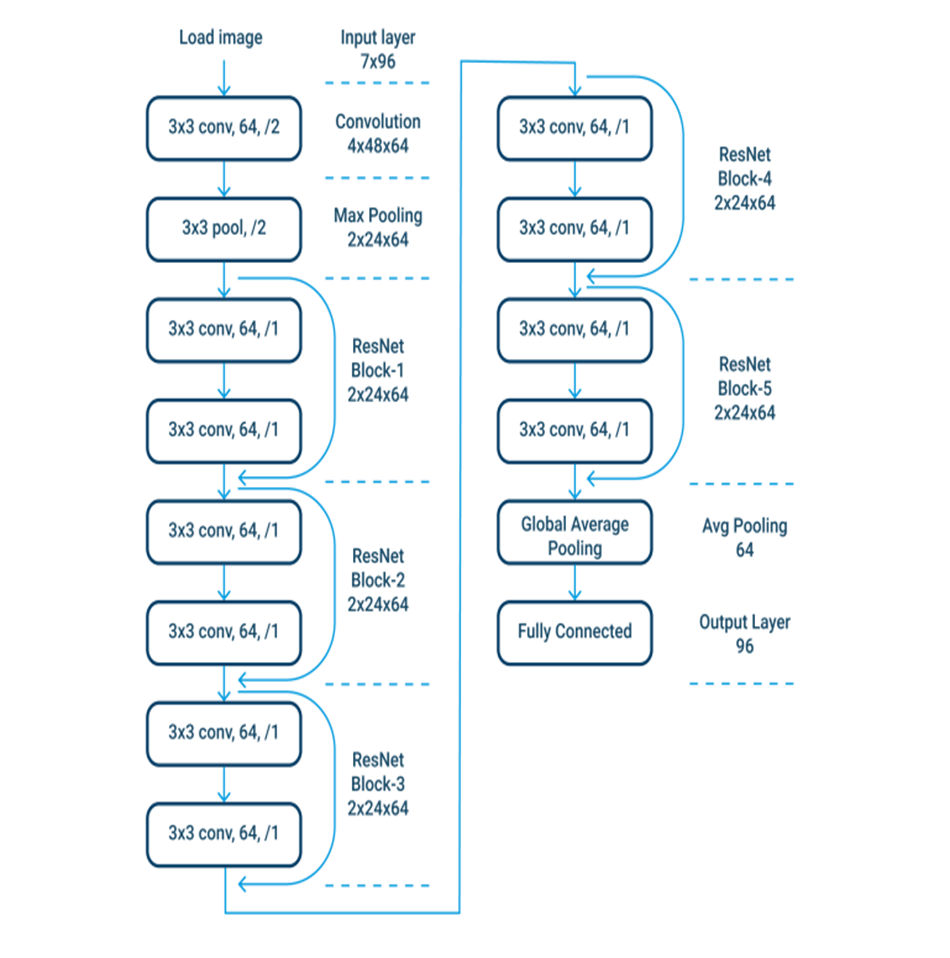 Load image
Input layer
7x96
3x3 conv, 64, /2
Convolution
4x48x64
3x3 pool, /2
Max Pooling
2x24x64
3x3 conv, 64, /1
3x3 conv, 64, /1
ResNet
Block-1
2x24x64
3x3 conv, 64, /1
3x3 conv, 64, /1
ResNet
Block-2
2x24x64
3x3 conv, 64, /1
3x3 conv, 64, /1
ResNet
Block-3
2x24x64
3x3 conv, 64, /1
3x3 conv, 64, /1
ResNet
Block-4
2x24x64
3x3 conv, 64, /1
3x3 conv, 64, /1
ResNet
Block-5
2x24x64
Global Average
Pooling
Avg Pooling
64
Fully Connected
Output Layer
96